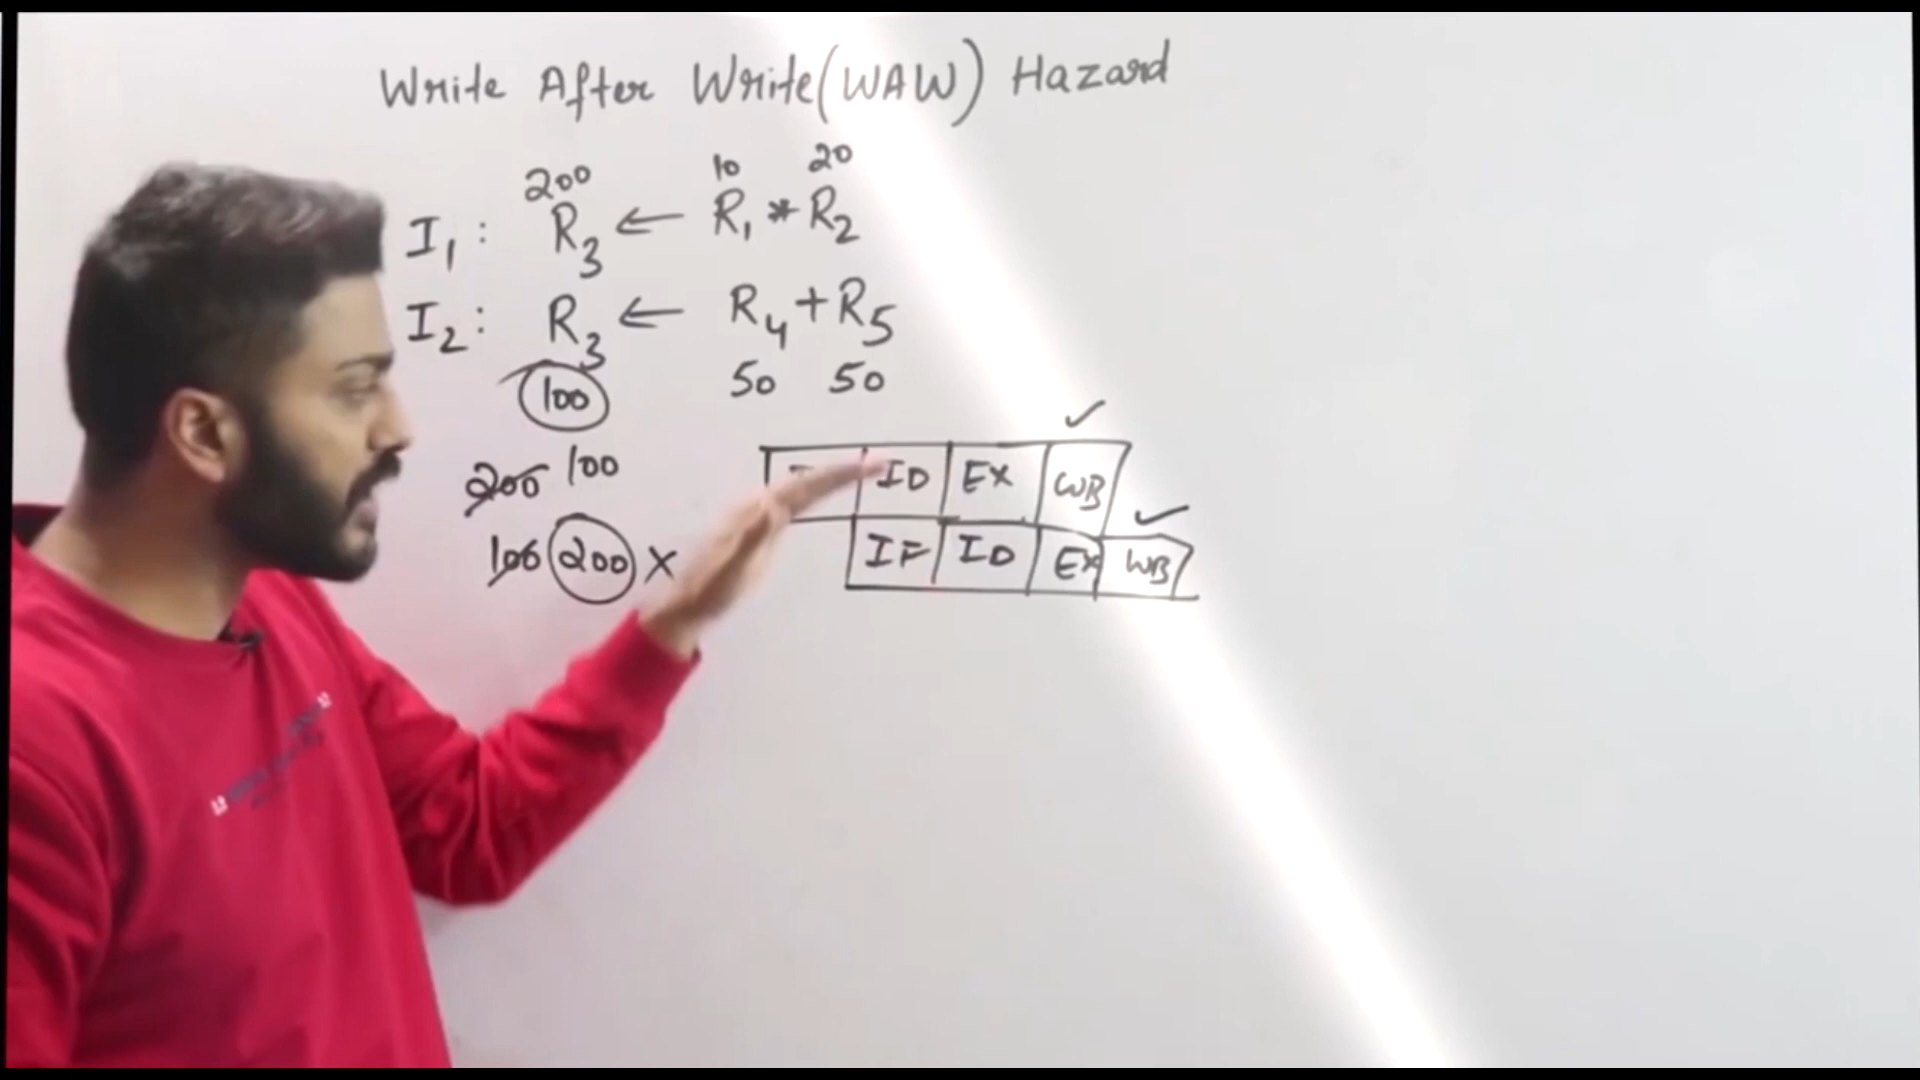 Write After Write(WAW) Hazard
200 10 20
I1: R3 ← R1 * R2
I2: R3 ← R4 + R5
100 50 50
200 100
100 200 X
ID EX WB
IF ID EX WB